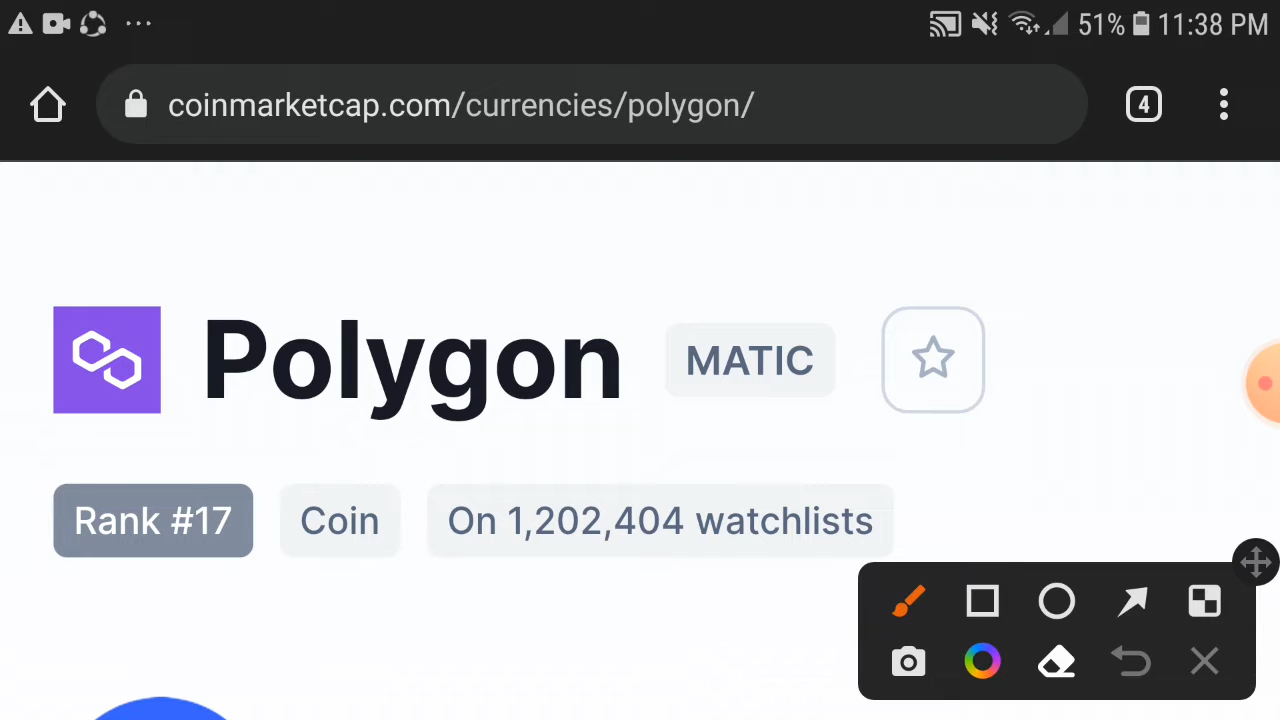 51% 11:38 PM
coinmarketcap.com/currencies/polygon/
4
Polygon MATIC
Rank #17 Coin On 1,202,404 watchlists